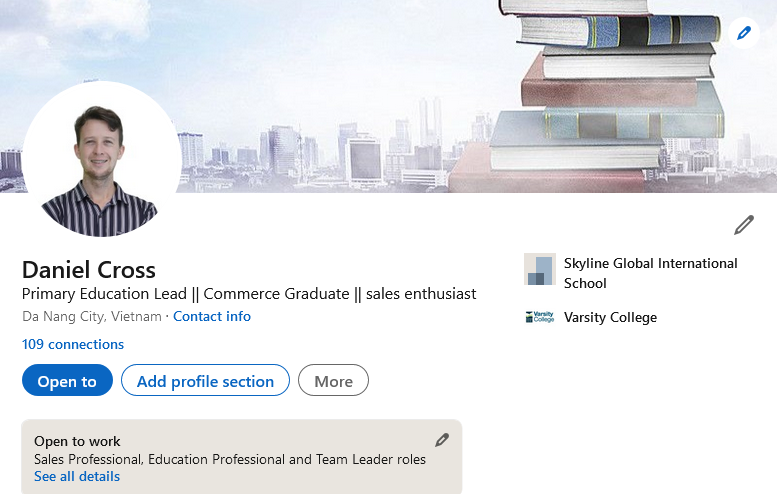 Daniel Cross
Primary Education Lead || Commerce Graduate || sales enthusiast
Da Nang City, Vietnam · Contact info
109 connections
Open to
Add profile section
More
Skyline Global International
School
Varsity
College
Varsity College
Open to work
Sales Professional, Education Professional and Team Leader roles
See all details